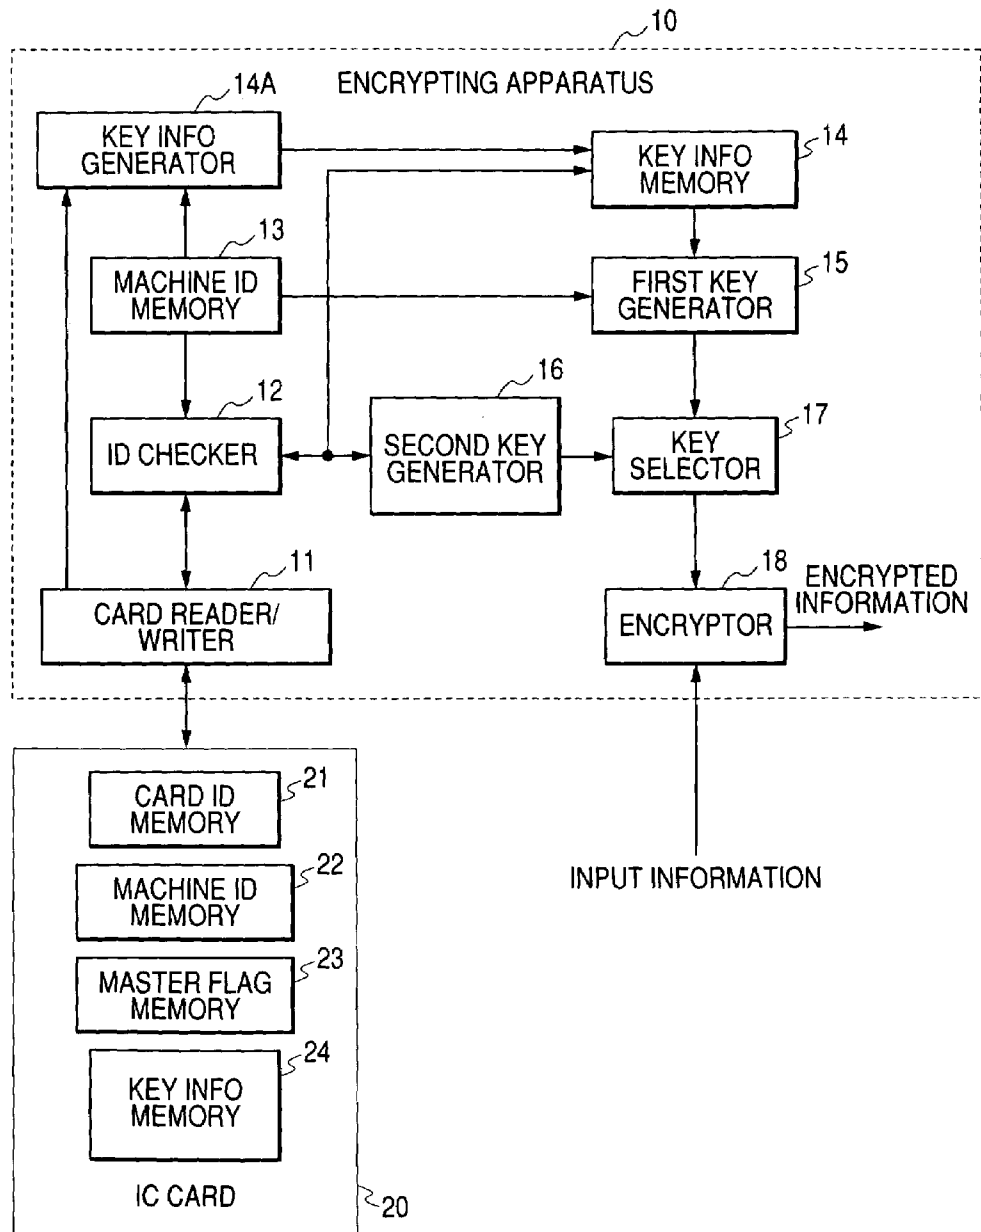 10
ENCRYPTING APPARATUS
14A
KEY INFO
GENERATOR
14
KEY INFO
MEMORY
13
MACHINE ID
MEMORY
15
FIRST KEY
GENERATOR
12
ID CHECKER
16
SECOND KEY
GENERATOR
17
KEY
SELECTOR
11
CARD READER/
WRITER
18
ENCRYPTOR
ENCRYPTED
INFORMATION
21
CARD ID
MEMORY
22
MACHINE ID
MEMORY
INPUT INFORMATION
23
MASTER FLAG
MEMORY
24
KEY INFO
MEMORY
IC CARD
20